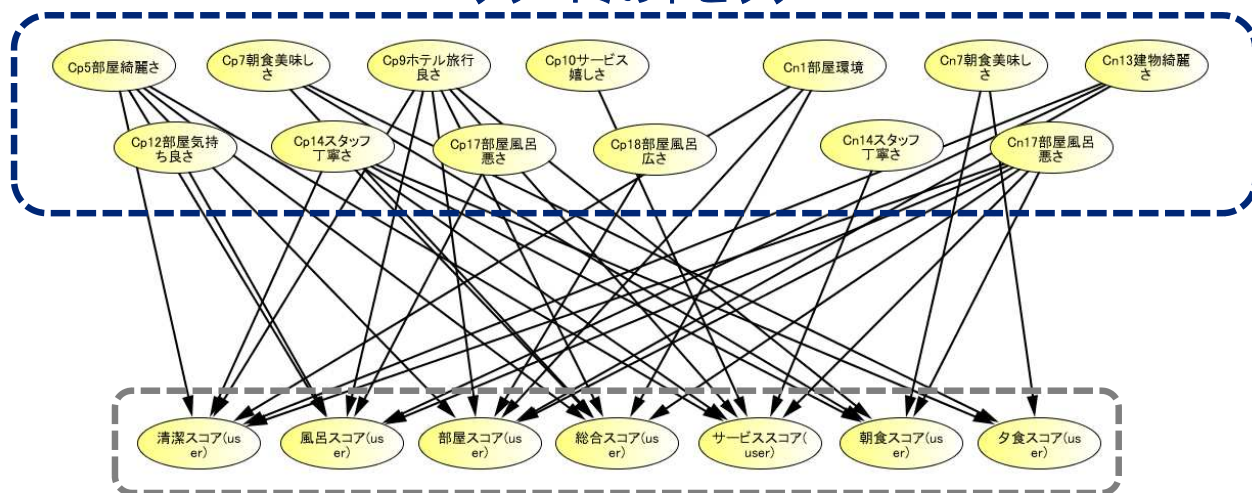 Cp5部屋綺麗さ
Cp7朝食美味し
さ
Cp9ホテル旅行
良さ
Cp10サービス
嬉しさ
Cn1部屋環境
Cn7朝食美味し
さ
Cn13建物綺麗
さ
Cp12部屋気持
ち良さ
Cp14スタッフ
丁寧さ
Cp17部屋風呂
悪さ
Cp18部屋風呂
広さ
Cn14スタッフ
丁寧さ
Cn17部屋風呂
悪さ
清潔スコア(us
er)
風呂スコア(us
er)
部屋スコア(us
er)
総合スコア(us
er)
サービススコア(
user)
朝食スコア(us
er)
夕食スコア(us
er)